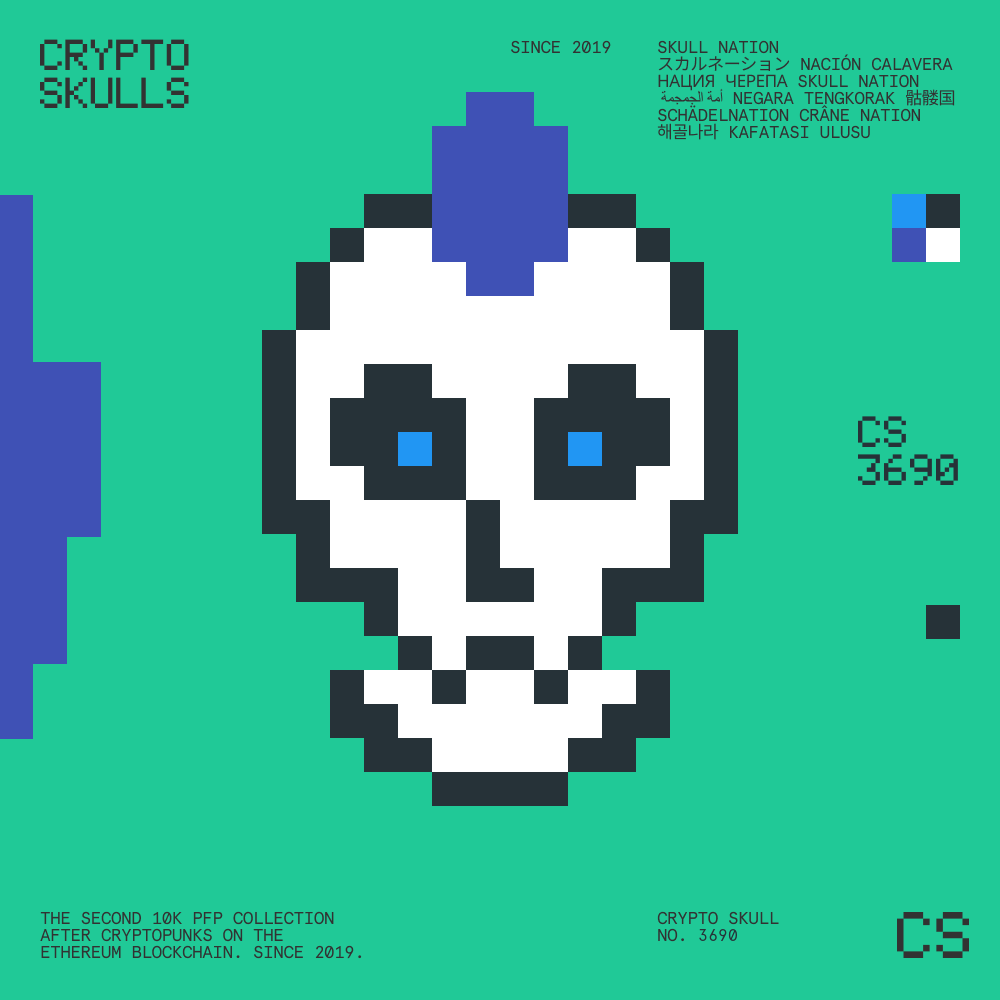 CRYPTO
SKULLS
SINCE 2019
SKULL NATION
スカルネーション NACIÓN CALAVERA
НАЦИЯ ЧЕРЕПА SKULL NATION
أمة الجمجمة NEGARA TENGKORAK 骷髅国
SCHÄDELNATION CRÂNE NATION
해골나라 KAFATASI ULUSU
CS
3690
THE SECOND 10K PFP COLLECTION
AFTER CRYPTOPUNKS ON THE
ETHEREUM BLOCKCHAIN. SINCE 2019.
CRYPTO SKULL
NO. 3690
CS